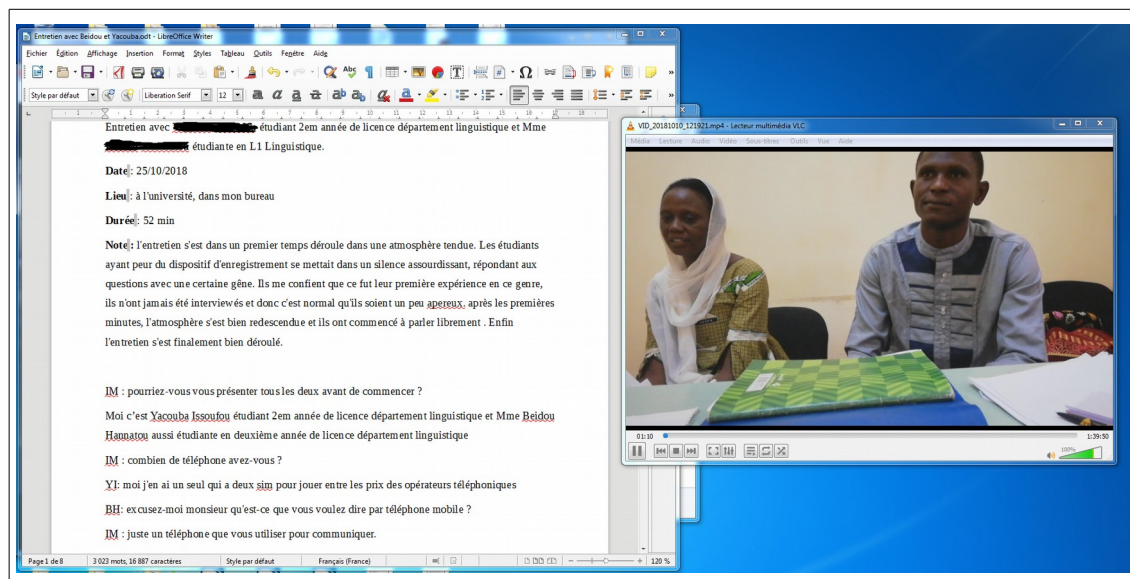 Entretien avec Beidou et Yacouba.odt - LibreOffice Writer
Fichier Édition Affichage Insertion Format Styles Tableau Outils Fenêtre Aide
Style par défaut Liberation Serif 12
Entretien avec étudiant 2em année de licence département linguistique et Mme
étudiante en L1 Linguistique.
Date : 25/10/2018
Lieu : à l'université, dans mon bureau
Durée : 52 min
Note : l'entretien s'est dans un premier temps déroule dans une atmosphère tendue. Les étudiants
ayant peur du dispositif d'enregistrement se mettait dans un silence assourdissant, répondant aux
questions avec une certaine gêne. Ils me confient que ce fut leur première expérience en ce genre,
ils n'ont jamais été interviewés et donc c'est normal qu'ils soient un peu apereux. après les premières
minutes, l'atmosphère s'est bien redescendue et ils ont commencé à parler librement . Enfin
l'entretien s'est finalement bien déroulé.
IM : pourriez-vous vous présenter tous les deux avant de commencer ?
Moi c'est Yacouba Issoufou étudiant 2em année de licence département linguistique et Mme Beidou
Hannatou aussi étudiante en deuxième année de licence département linguistique
IM : combien de téléphone avez-vous ?
YI: moi j'en ai un seul qui a deux sim pour jouer entre les prix des opérateurs téléphoniques
BH: excusez-moi monsieur qu'est-ce que vous voulez dire par téléphone mobile ?
IM : juste un téléphone que vous utiliser pour communiquer.
Page 1 de 8 3 023 mots, 16 887 caractères Style par défaut Français (France) 120 %
VID_20181010_121921.mp4 - Lecteur multimédia VLC
Média Lecture Audio Vidéo Sous-titres Outils Vue Aide
01:10 1:39:50
100%